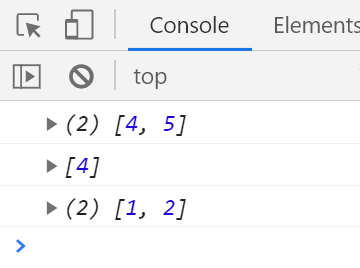 Console Elements
top
(2) [4, 5]
[4]
(2) [1, 2]